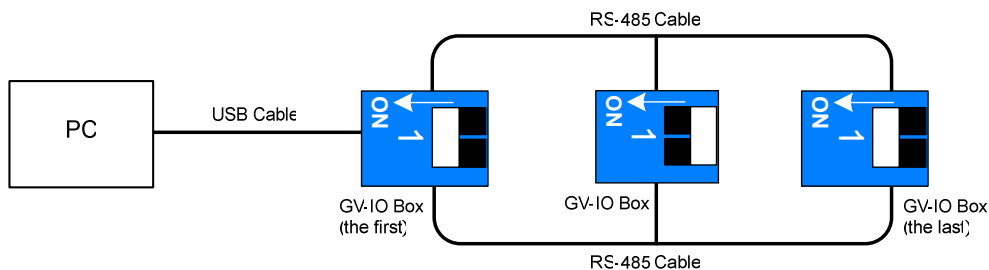 RS-485 Cable
PC
USB Cable
ON
1
ON
1
ON
1
GV-IO Box
(the first)
GV-IO Box
GV-IO Box
(the last)
RS-485 Cable